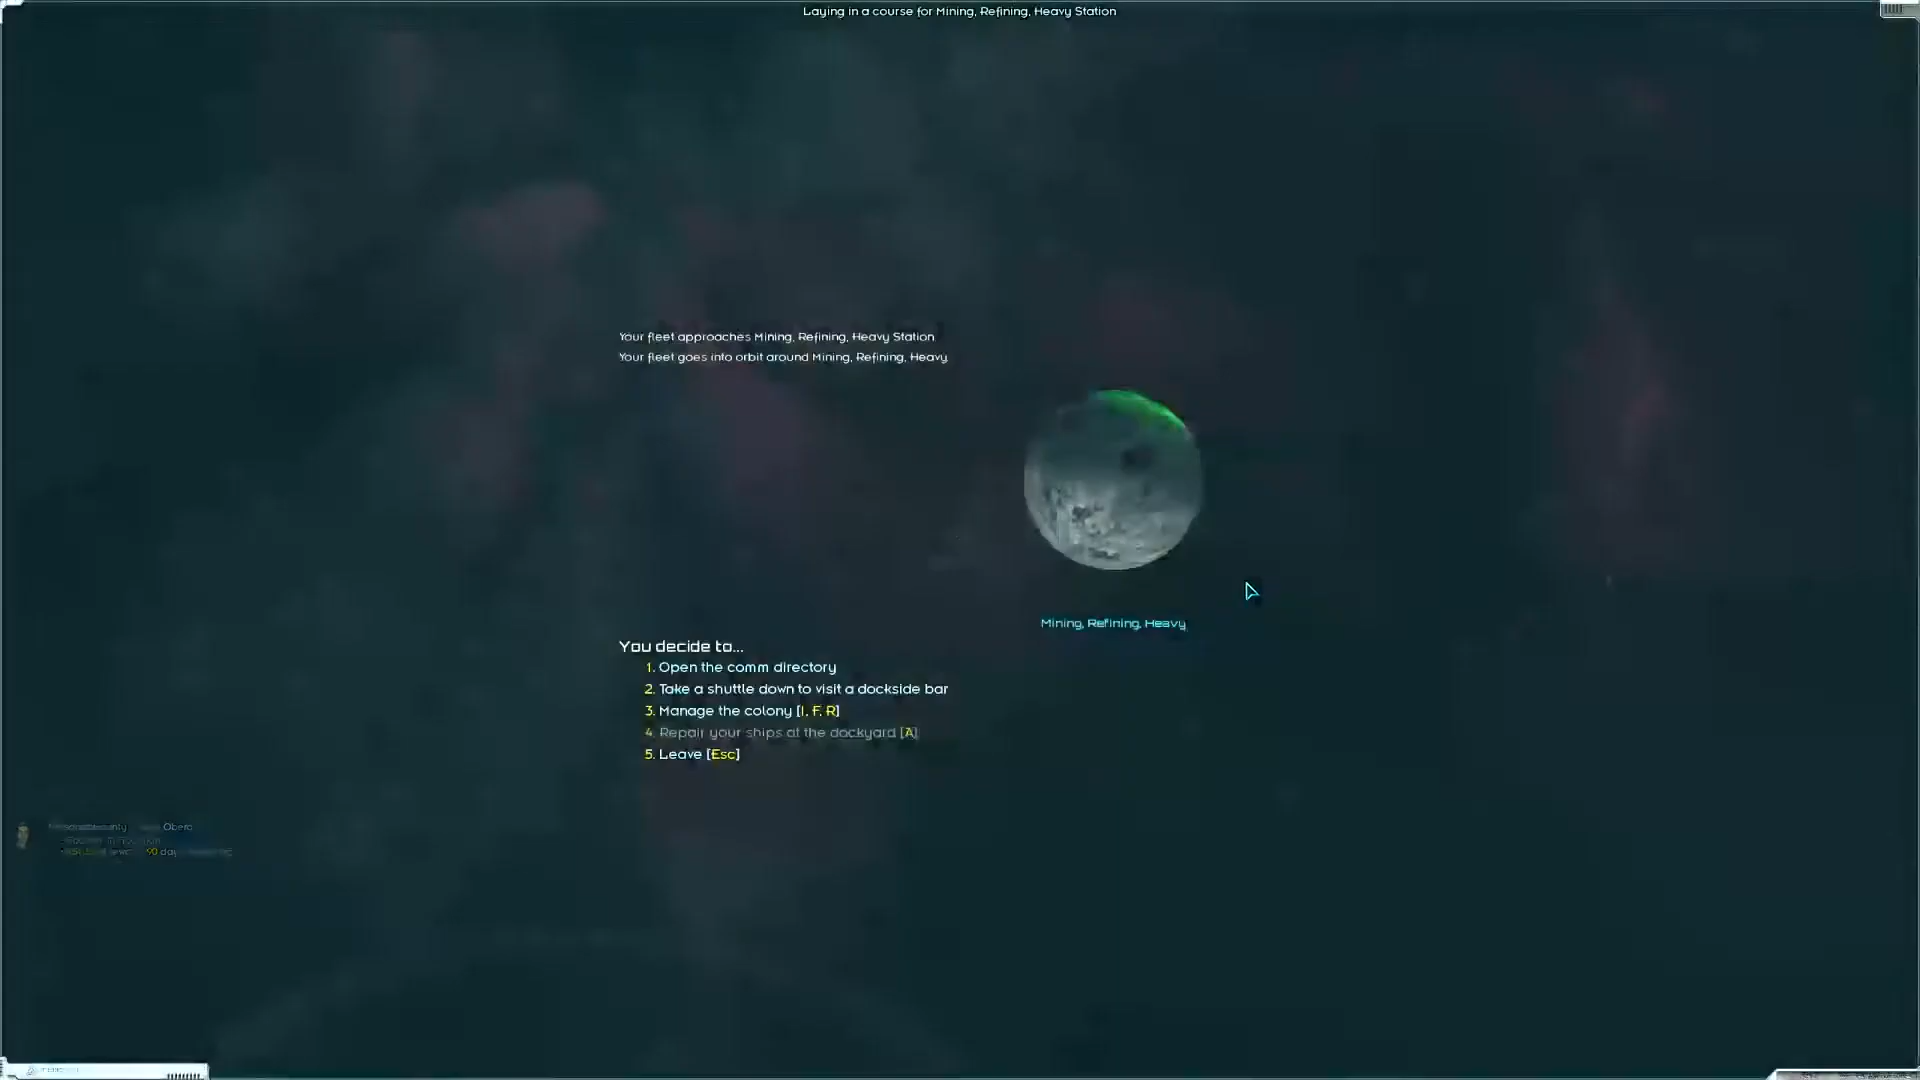 Laying in a course for Mining, Refining, Heavy Station
Your fleet approaches Mining, Refining, Heavy Station
Your fleet goes into orbit around Mining, Refining, Heavy
Mining, Refining, Heavy
You decide to...
1. Open the comm directory
2. Take a shuttle down to visit a dockside bar
3. Manage the colony [I, F, R]
4. Repair your ships at the dockyard [A]
5. Leave [Esc]
Obero
90 day